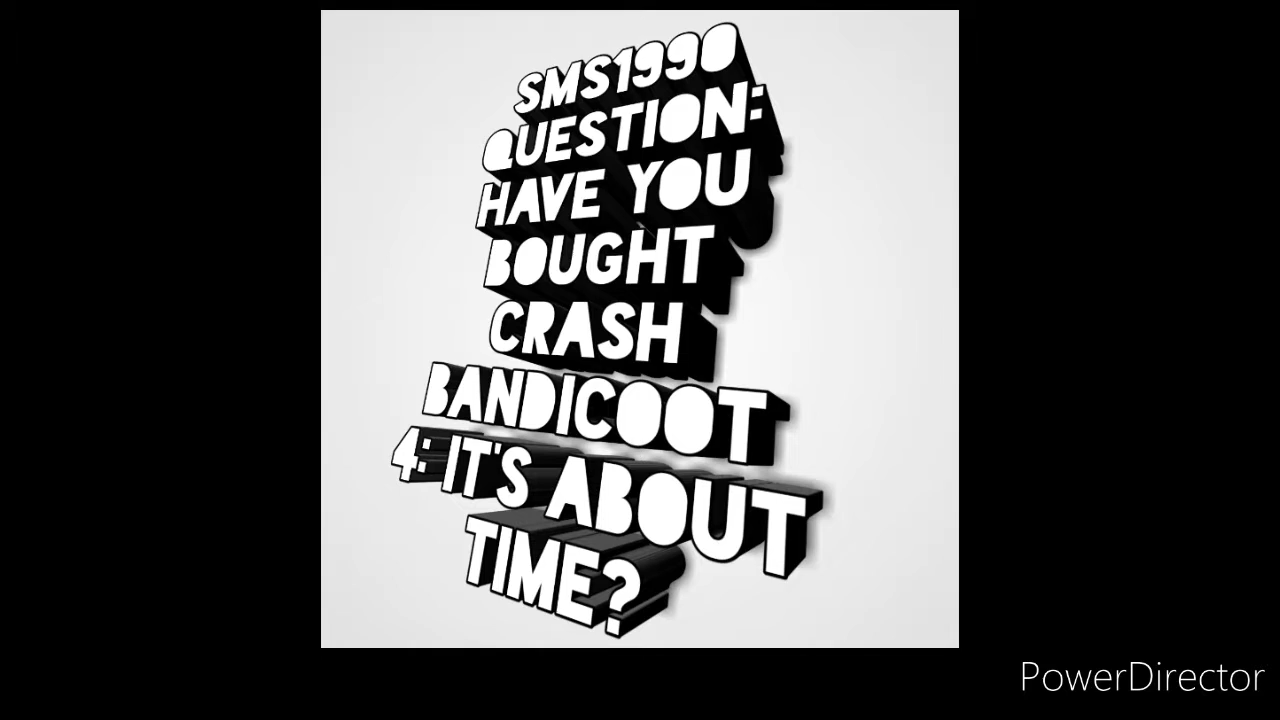 SMS1990
QUESTION:
HAVE YOU
BOUGHT
CRASH
BANDICOOT
4: IT'S ABOUT
TIME?
PowerDirector